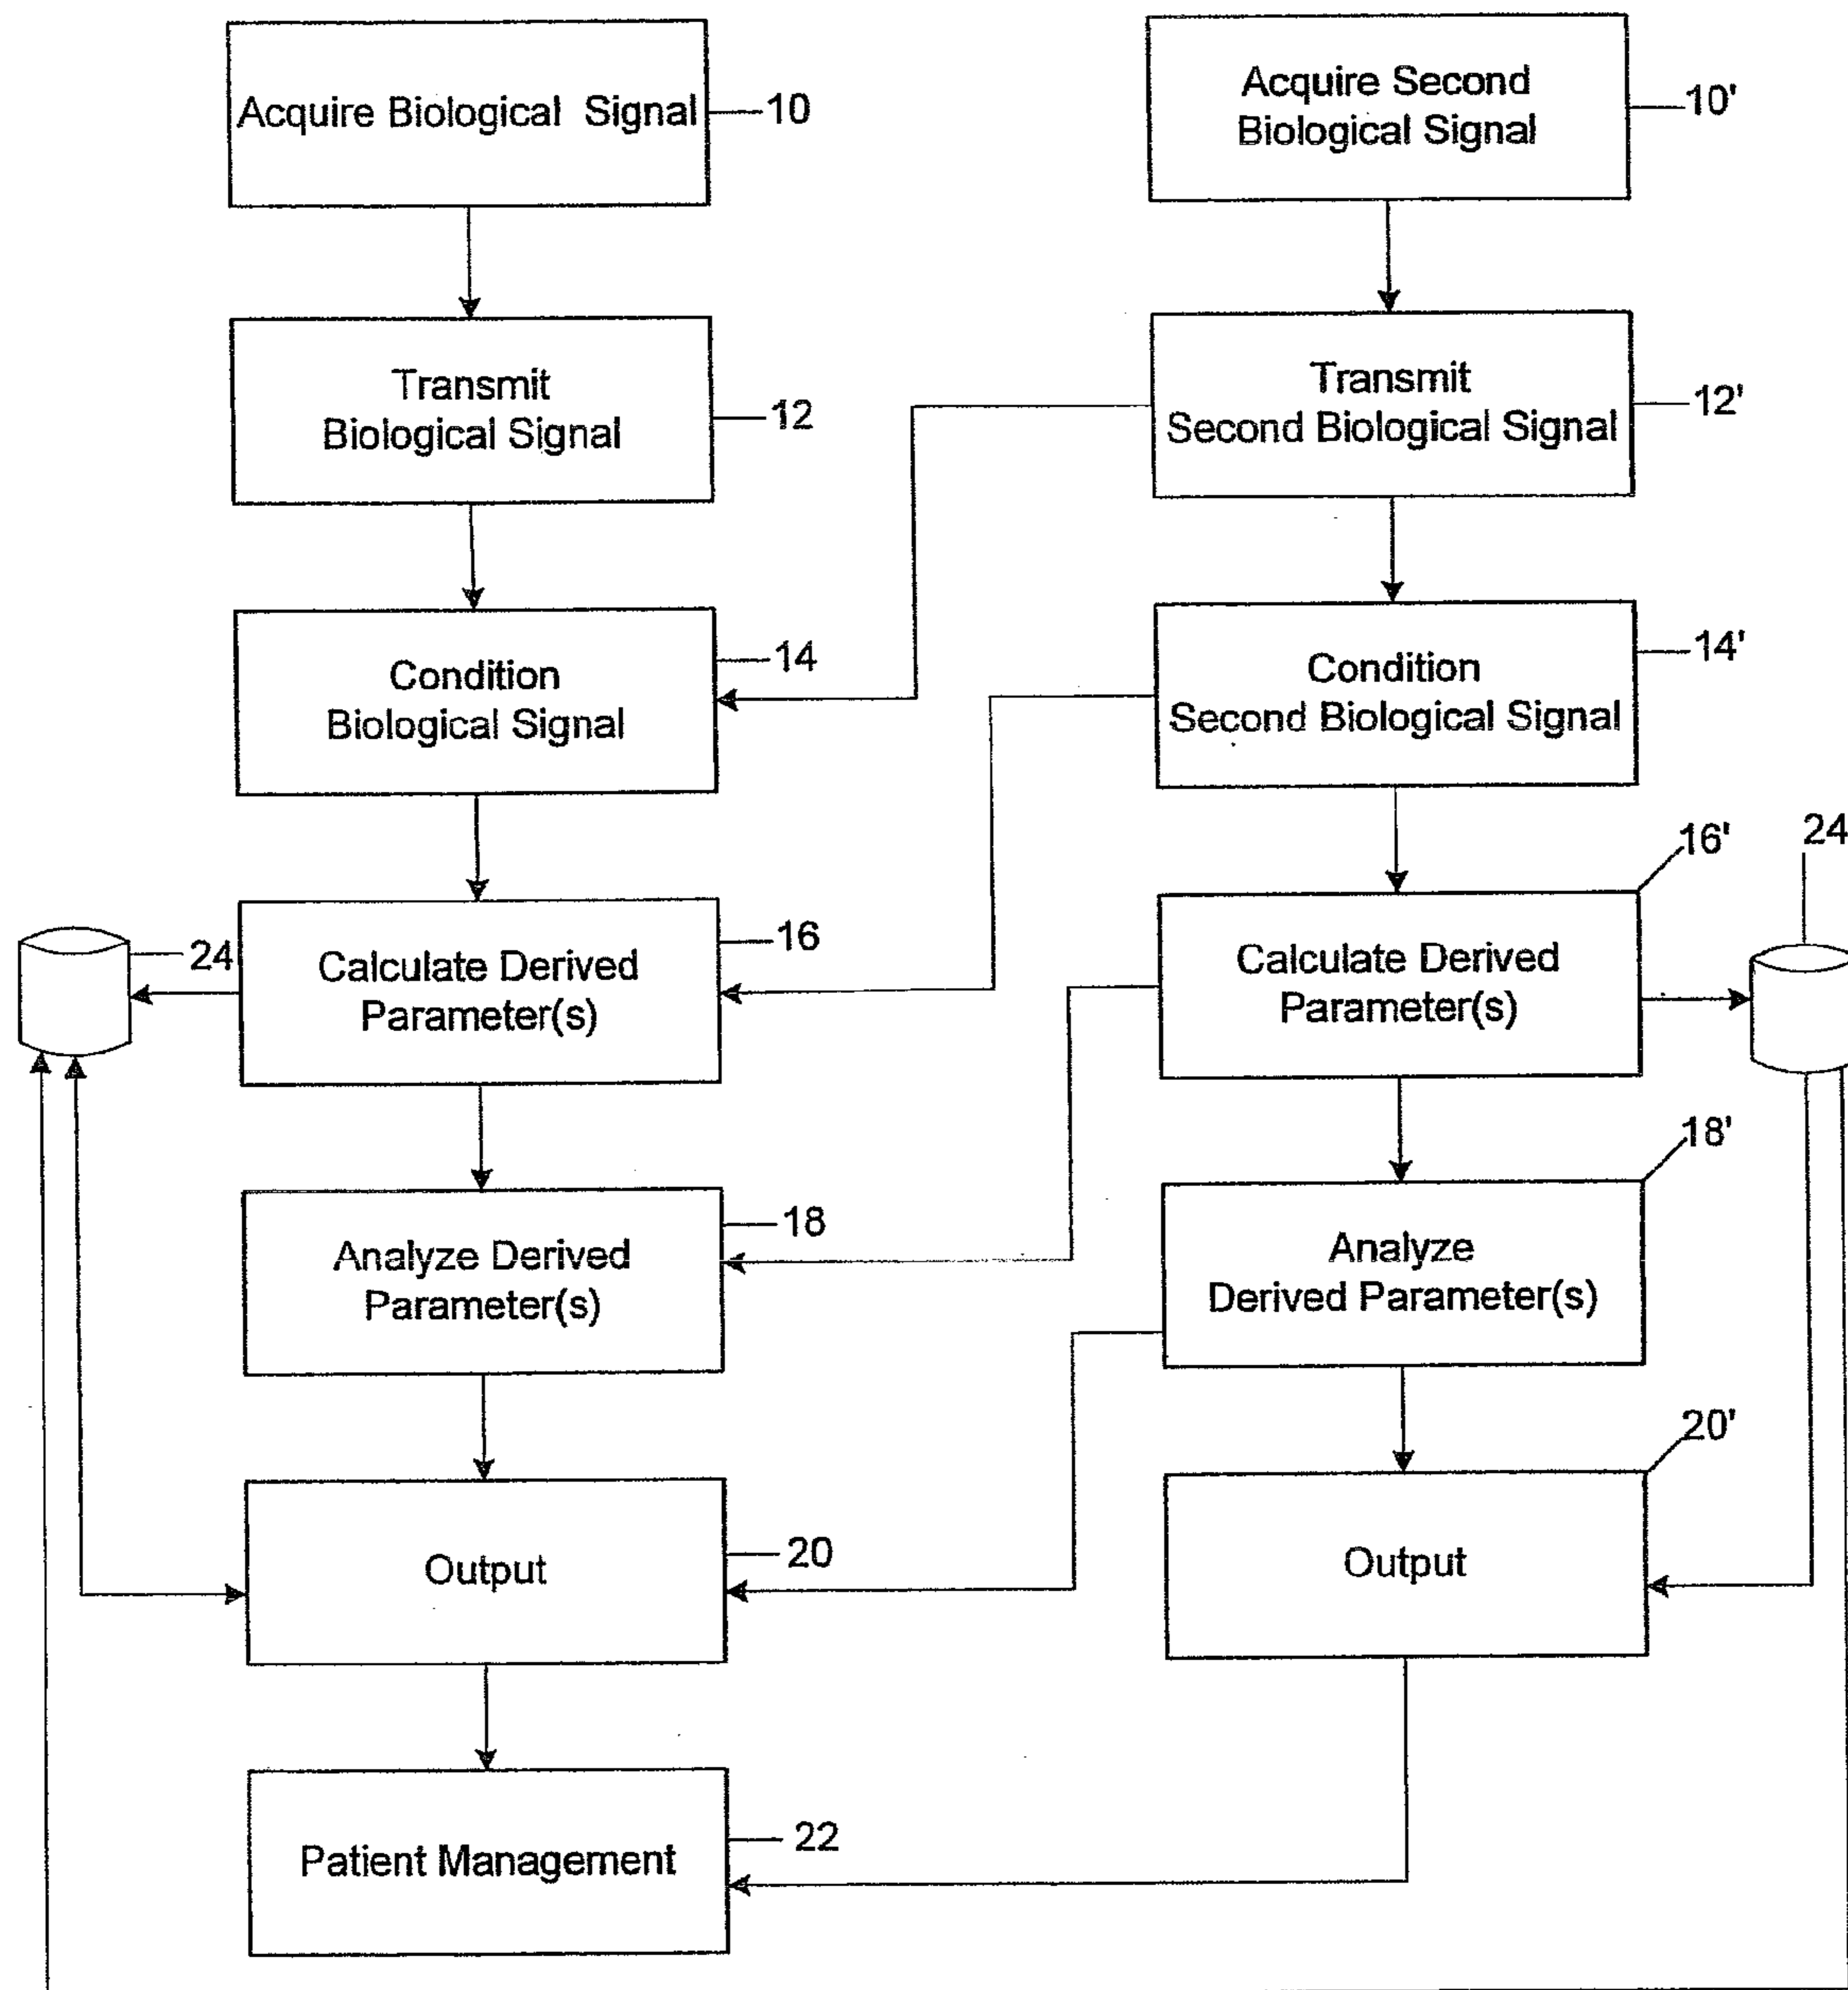 Acquire Biological Signal
10
Acquire Second
Biological Signal
10'
Transmit
Biological Signal
12
Transmit
Second Biological Signal
12'
Condition
Biological Signal
14
Condition
Second Biological Signal
14'
24
Calculate Derived
Parameter(s)
16
Calculate Derived
Parameter(s)
16'
24
Analyze Derived
Parameter(s)
18
Analyze
Derived Parameter(s)
18'
Output
20
Output
20'
Patient Management
22